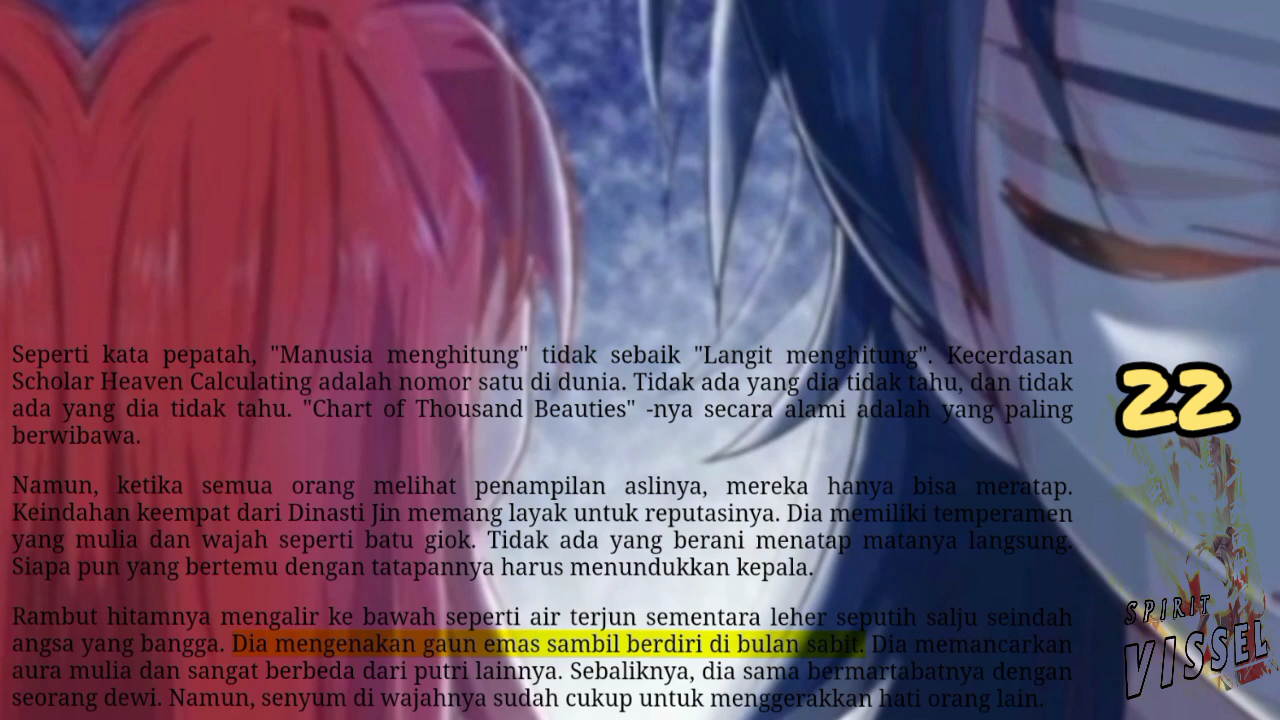 Seperti kata pepatah, "Manusia menghitung" tidak sebaik "Langit menghitung". Kecerdasan
Scholar Heaven Calculating adalah nomor satu di dunia. Tidak ada yang dia tidak tahu, dan tidak
ada yang dia tidak tahu. "Chart of Thousand Beauties" -nya secara alami adalah yang paling
berwibawa.
22
Namun, ketika semua orang melihat penampilan aslinya, mereka hanya bisa meratap.
Keindahan keempat dari Dinasti Jin memang layak untuk reputasinya. Dia memiliki temperamen
yang mulia dan wajah seperti batu giok. Tidak ada yang berani menatap matanya langsung.
Siapa pun yang bertemu dengan tatapannya harus menundukkan kepala.
Rambut hitamnya mengalir ke bawah seperti air terjun sementara leher seputih salju seindah
angsa yang bangga. Dia mengenakan gaun emas sambil berdiri di bulan sabit. Dia memancarkan
aura mulia dan sangat berbeda dari putri lainnya. Sebaliknya, dia sama bermartabatnya dengan
seorang dewi. Namun, senyum di wajahnya sudah cukup untuk menggerakkan hati orang lain.
SPIRIT
VISSEL